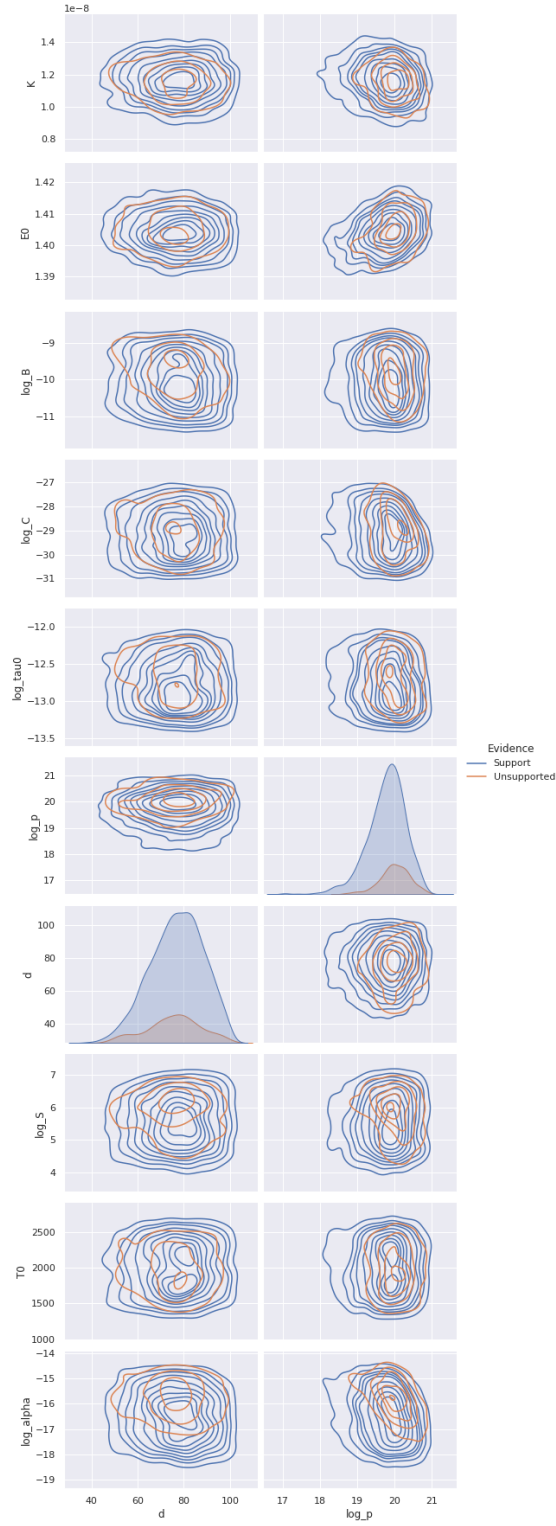 1e−8
1.4
1.2
1.0
0.8
K
1.42
1.41
1.40
1.39
E0
−9
−10
−11
log_B
−27
−28
−29
−30
−31
log_C
−12.0
−12.5
−13.0
−13.5
log_tau0
Evidence
Support
Unsupported
21
20
19
18
17
log_p
100
80
60
40
d
7
6
5
4
log_S
2500
2000
1500
1000
T0
−14
−15
−16
−17
−18
−19
log_alpha
40 60 80 100
d
17 18 19 20 21
log_p